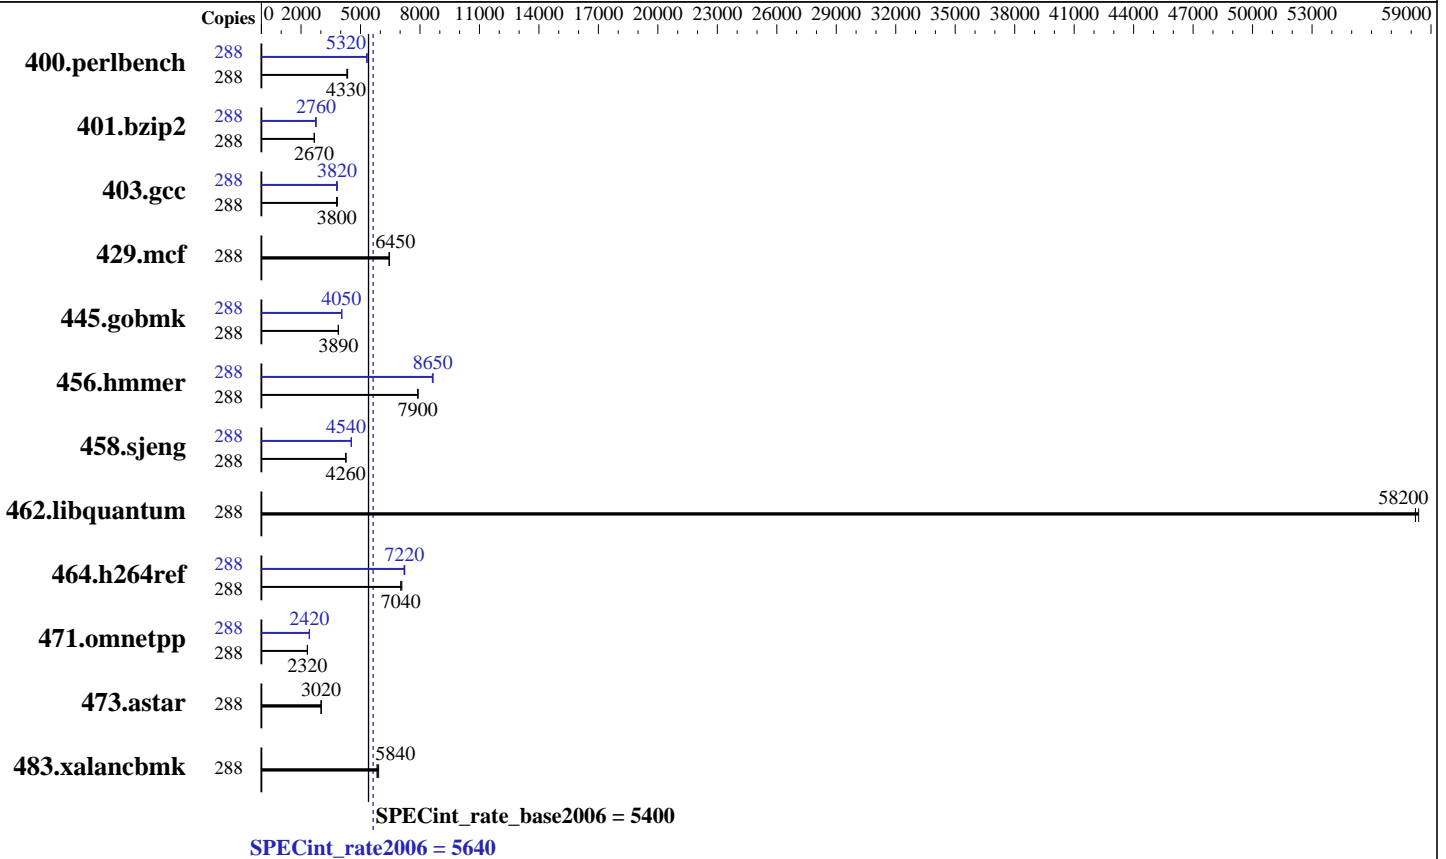 Copies 0 2000 5000 8000 11000 14000 17000 20000 23000 26000 29000 32000 35000 38000 41000 44000 47000 50000 53000 59000
400.perlbench 288 5320
288 4330
401.bzip2 288 2760
288 2670
403.gcc 288 3820
288 3800
429.mcf 288 6450
445.gobmk 288 4050
288 3890
456.hmmer 288 8650
288 7900
458.sjeng 288 4540
288 4260
462.libquantum 288 58200
464.h264ref 288 7220
288 7040
471.omnetpp 288 2420
288 2320
473.astar 288 3020
483.xalancbmk 288 5840
SPECint_rate_base2006 = 5400
SPECint_rate2006 = 5640